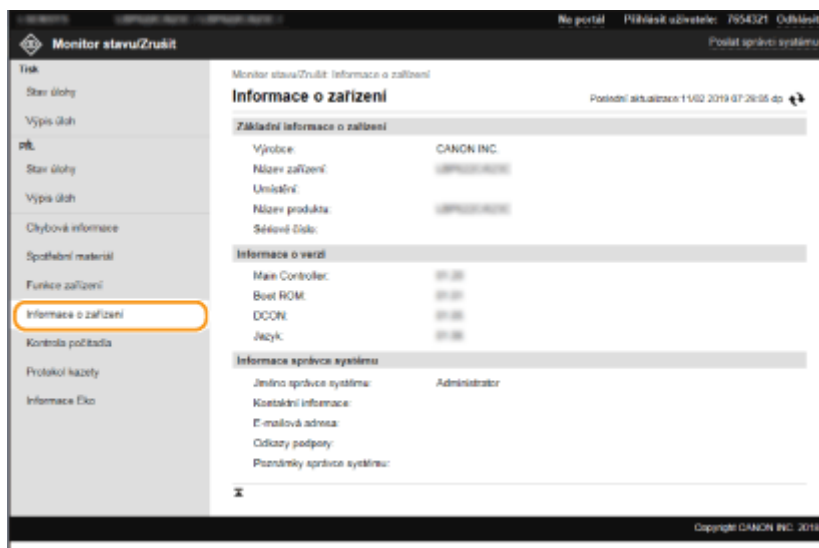 Na portál Přihlásit uživatele: 7654321 Odhlásit
Monitor stavu/Zrušit Poslat správci systému
Tisk
Stav úlohy
Výpis úloh
Př.
Stav úlohy
Výpis úloh
Chybová informace
Spotřební materiál
Funkce zařízení
Informace o zařízení
Kontrola počítadla
Protokol kazety
Informace Eko
Monitor stavu/Zrušit: Informace o zařízení
Informace o zařízení Poslední aktualizace:11/02 2019 07:28:05 dp.
Základní informace o zařízení
Výrobce: CANON INC.
Název zařízení:
Umístění:
Název produktu:
Sériové číslo:
Informace o verzi
Main Controller:
Boot ROM:
DCON:
Jazyk:
Informace správce systému
Jméno správce systému: Administrator
Kontaktní informace:
E-mailová adresa:
Odkazy podpory:
Poznámky správce systému:
Copyright CANON INC. 2019